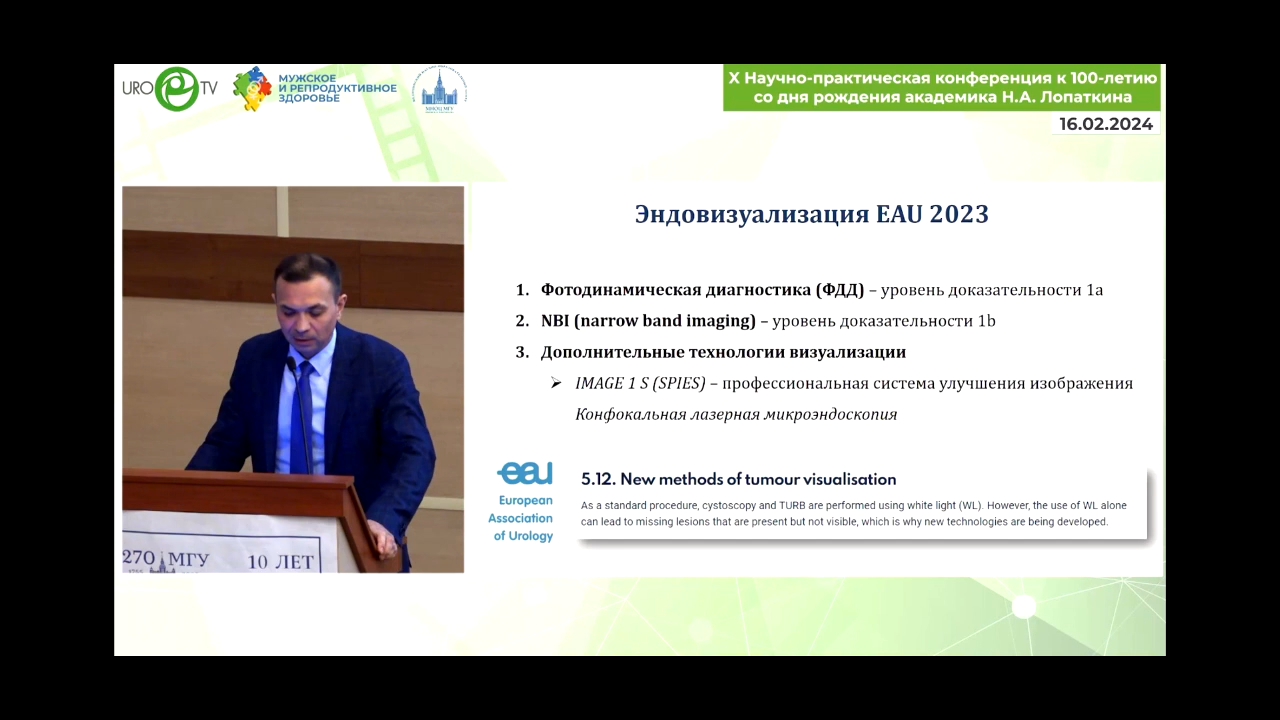 URO TV
МУЖСКОЕ
И РЕПРОДУКТИВНОЕ
ЗДОРОВЬЕ
МНОЦ МГУ
X Научно-практическая конференция к 100-летию
со дня рождения академика Н.А. Лопаткина
16.02.2024
Эндовизуализация EAU 2023
1. Фотодинамическая диагностика (ФДД) – уровень доказательности 1a
2. NBI (narrow band imaging) – уровень доказательности 1b
3. Дополнительные технологии визуализации
➢ IMAGE 1 S (SPIES) – профессиональная система улучшения изображения
Конфокальная лазерная микроэндоскопия
eau
European
Association
of Urology
5.12. New methods of tumour visualisation
As a standard procedure, cystoscopy and TURB are performed using white light (WL). However, the use of WL alone
can lead to missing lesions that are present but not visible, which is why new technologies are being developed.
270 МГУ
10 ЛЕТ